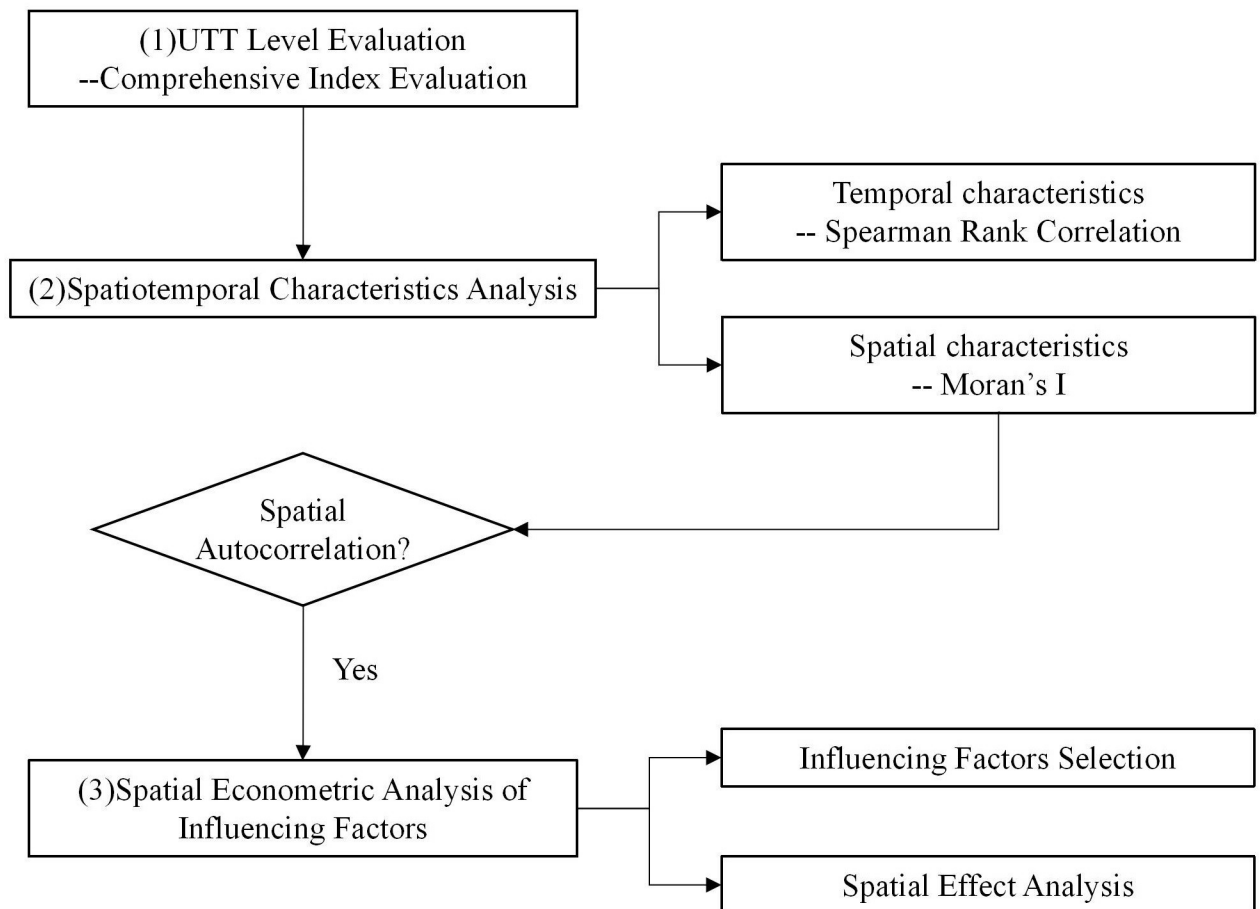 (1)UTT Level Evaluation
--Comprehensive Index Evaluation
Temporal characteristics
-- Spearman Rank Correlation
(2)Spatiotemporal Characteristics Analysis
Spatial characteristics
-- Moran’s I
Spatial
Autocorrelation?
Yes
(3)Spatial Econometric Analysis of
Influencing Factors
Influencing Factors Selection
Spatial Effect Analysis